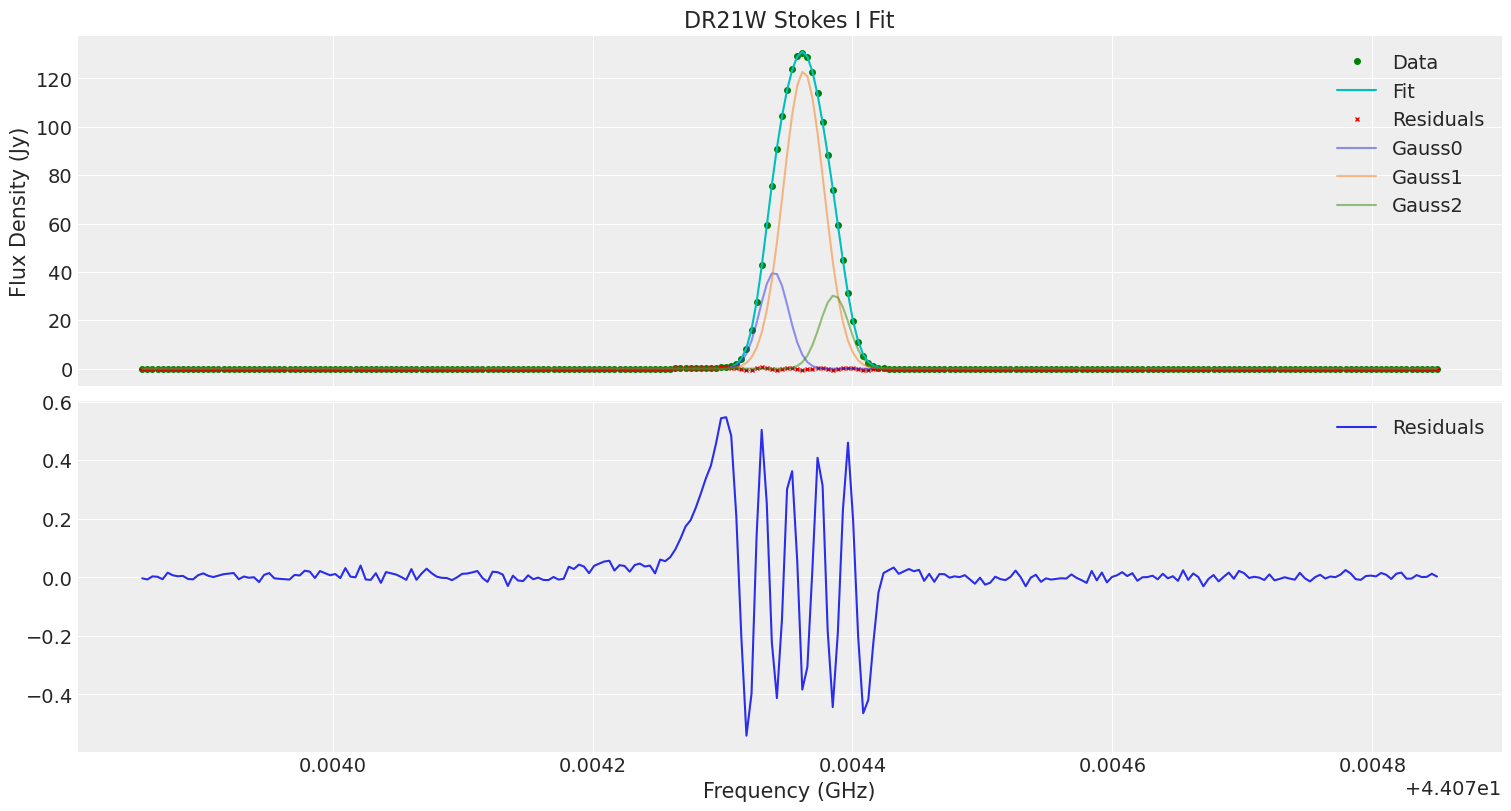 DR21W Stokes I Fit
Flux Density (Jy)
120
100
80
60
40
20
0
Data
Fit
Residuals
Gauss0
Gauss1
Gauss2
0.6
0.4
0.2
0.0
−0.2
−0.4
Residuals
0.0040
0.0042
0.0044
0.0046
0.0048
Frequency (GHz)
+4.407e1